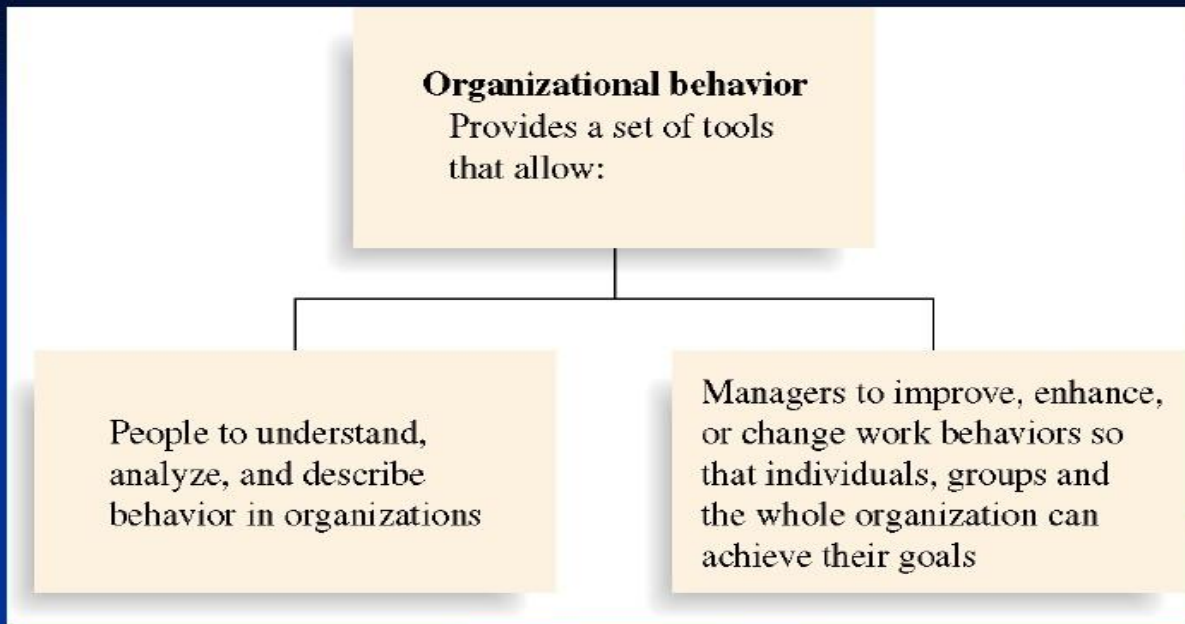 Organizational behavior
Provides a set of tools
that allow:
People to understand,
analyze, and describe
behavior in organizations
Managers to improve, enhance,
or change work behaviors so
that individuals, groups and
the whole organization can
achieve their goals